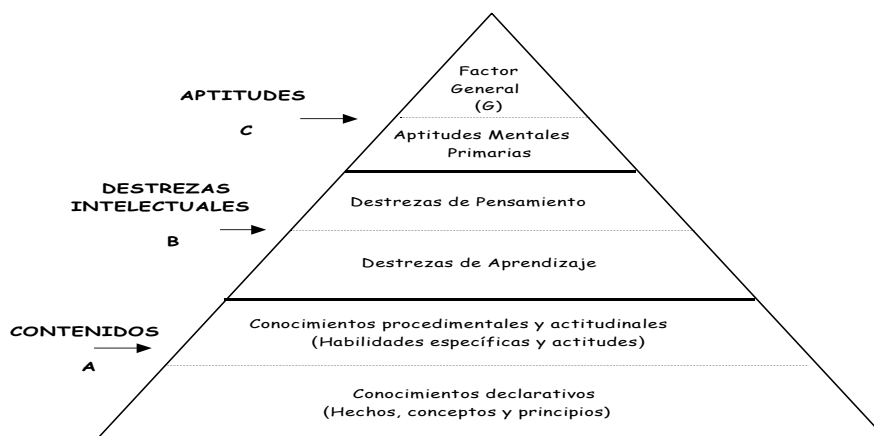 Factor
General
(G)
APTITUDES
C
Aptitudes Mentales
Primarias
DESTREZAS
INTELECTUALES
B
Destrezas de Pensamiento
Destrezas de Aprendizaje
CONTENIDOS
A
Conocimientos procedimentales y actitudinales
(Habilidades específicas y actitudes)
Conocimientos declarativos
(Hechos, conceptos y principios)